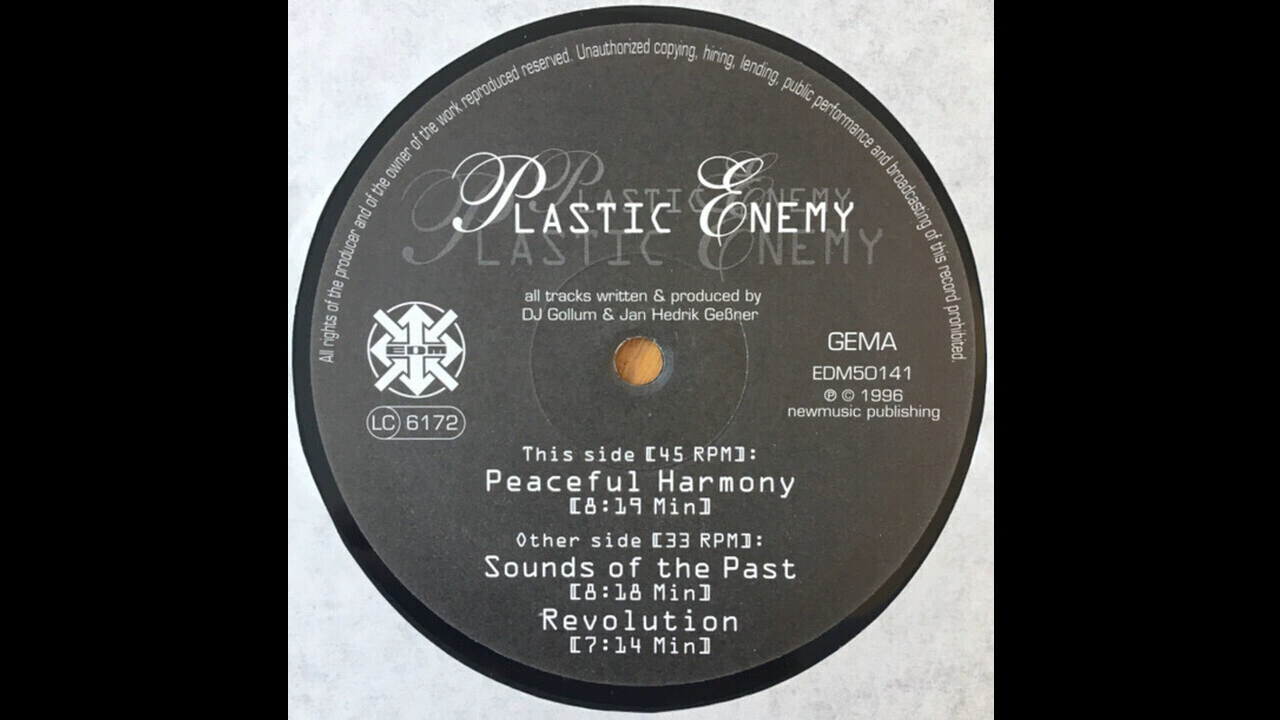 All rights of the producer and of the owner of the work reproduced reserved. Unauthorized copying, hiring, lending, public performance and broadcasting of this record prohibited.
PLASTIC ENEMY
PLASTIC ENEMY
PLASTIC ENEMY
all tracks written & produced by
DJ Gollum & Jan Hedrik Geßner
EDM
LC 6172
GEMA
EDM50141
℗ © 1996
newmusic publishing
This side [45 RPM]:
Peaceful Harmony
[8:19 Min]
Other side [33 RPM]:
Sounds of the Past
[8:18 Min]
Revolution
[7:14 Min]